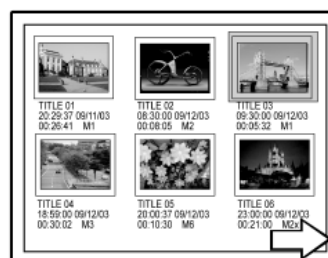 TITLE 01
20:29:37 09/11/03
00:26:41 M1
TITLE 02
08:30:00 09/12/03
00:08:05 M2
TITLE 03
09:30:00 09/12/03
00:05:32 M1
TITLE 04
18:59:00 09/12/03
00:30:02 M3
TITLE 05
20:00:37 09/12/03
00:10:30 M6
TITLE 06
23:00:00 09/12/03
00:21:00 M2x